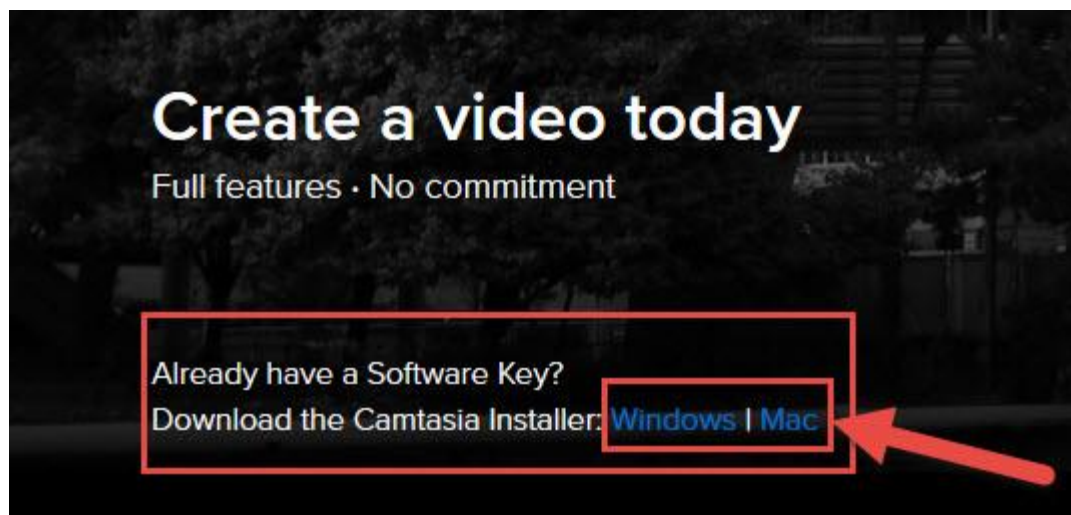 Create a video today
Full features · No commitment
Already have a Software Key?
Download the Camtasia Installer: Windows | Mac